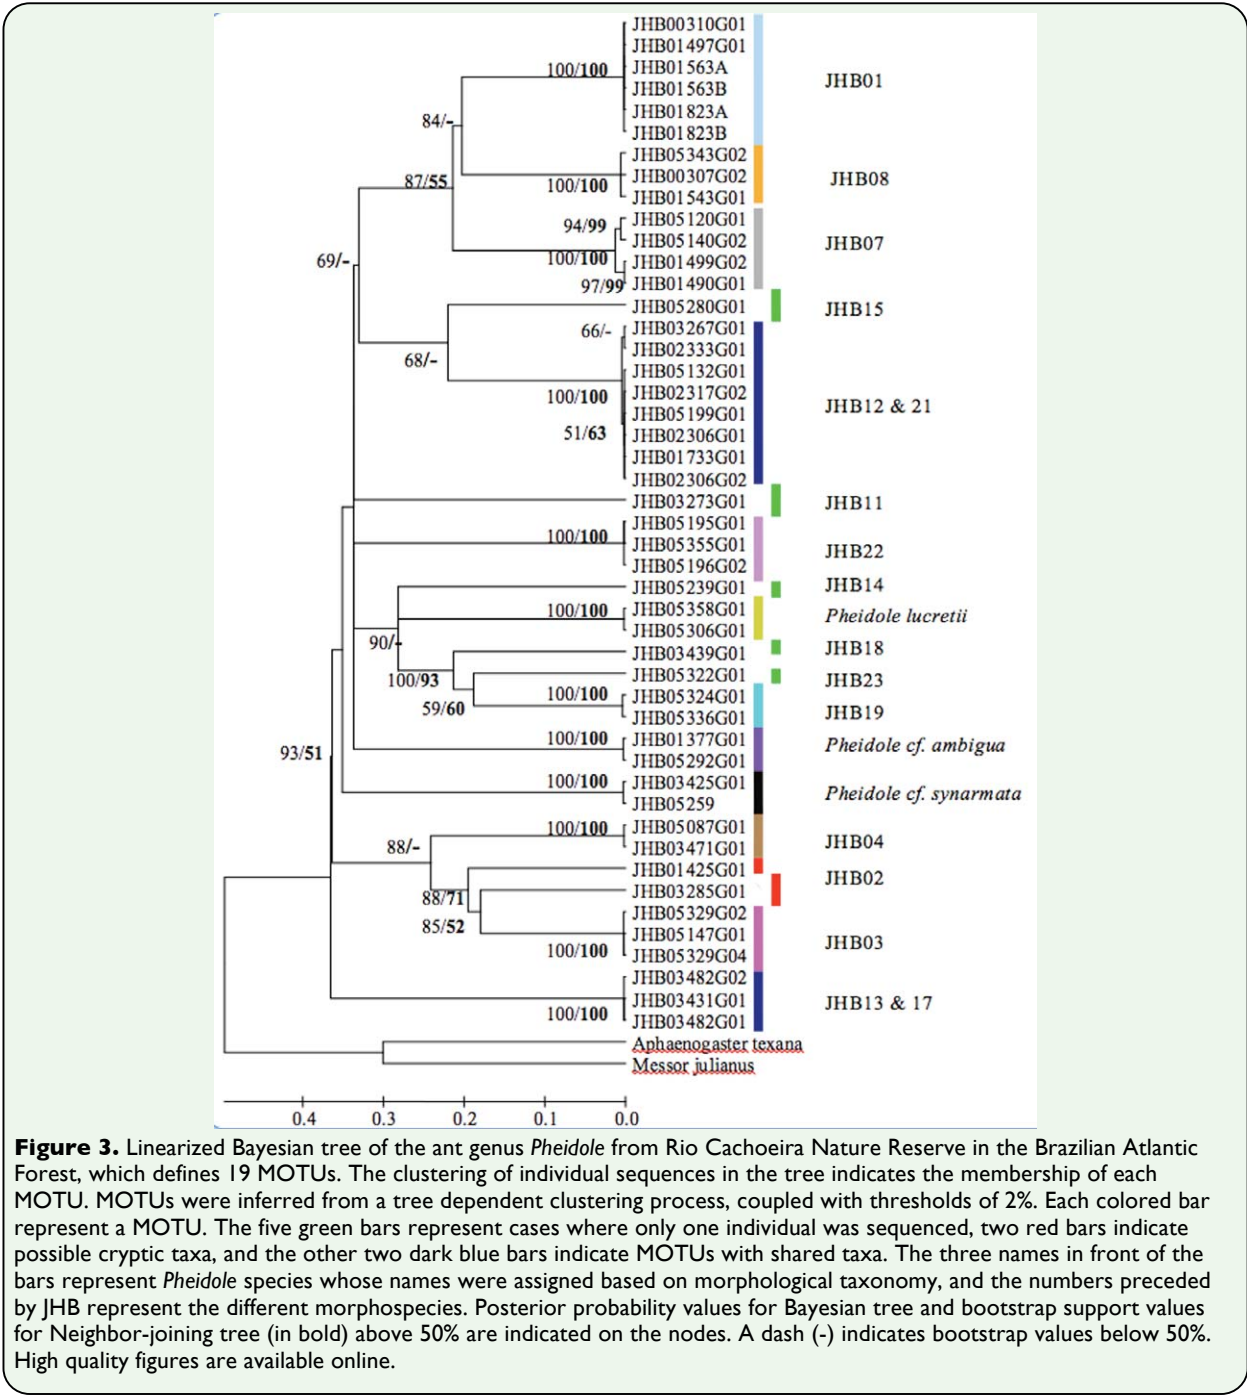 JHB00310G01
JHB01497G01
100/100
JHB01563A
JHB01
JHB01563B
84/-
JHB01823A
JHB01823B
JHB05343G02
87/55
100/100
JHB00307G02
JHB08
JHB01543G01
94/99
JHB05120G01
JHB05140G02
JHB07
69/-
100/100
JHB01499G02
97/99
JHB01490G01
JHB05280G01
JHB15
66/-
JHB03267G01
JHB02333G01
68/-
JHB05132G01
100/100
JHB02317G02
JHB12 & 21
JHB05199G01
51/63
JHB02306G01
JHB01733G01
JHB02306G02
JHB03273G01
JHB11
JHB05195G01
100/100
JHB05355G01
JHB22
JHB05196G02
JHB05239G01
JHB14
100/100
JHB05358G01
Pheidole lucretii
JHB05306G01
90/-
JHB03439G01
JHB18
100/93
JHB05322G01
JHB23
100/100
JHB05324G01
59/60
JHB05336G01
JHB19
100/100
JHB01377G01
Pheidole cf. ambigua
93/51
JHB05292G01
100/100
JHB03425G01
Pheidole cf. synarmata
JHB05259
100/100
JHB05087G01
88/-
JHB03471G01
JHB04
JHB01425G01
JHB02
88/71
JHB03285G01
85/52
JHB05329G02
JHB05147G01
JHB03
100/100
JHB05329G04
JHB03482G02
JHB03431G01
JHB13 & 17
100/100
JHB03482G01
Aphaenogaster texana
Messor julianus
0.4 0.3 0.2 0.1 0.0
Figure 3. Linearized Bayesian tree of the ant genus Pheidole from Rio Cachoeira Nature Reserve in the Brazilian Atlantic
Forest, which defines 19 MOTUs. The clustering of individual sequences in the tree indicates the membership of each
MOTU. MOTUs were inferred from a tree dependent clustering process, coupled with thresholds of 2%. Each colored bar
represent a MOTU. The five green bars represent cases where only one individual was sequenced, two red bars indicate
possible cryptic taxa, and the other two dark blue bars indicate MOTUs with shared taxa. The three names in front of the
bars represent Pheidole species whose names were assigned based on morphological taxonomy, and the numbers preceded
by JHB represent the different morphospecies. Posterior probability values for Bayesian tree and bootstrap support values
for Neighbor-joining tree (in bold) above 50% are indicated on the nodes. A dash (-) indicates bootstrap values below 50%.
High quality figures are available online.